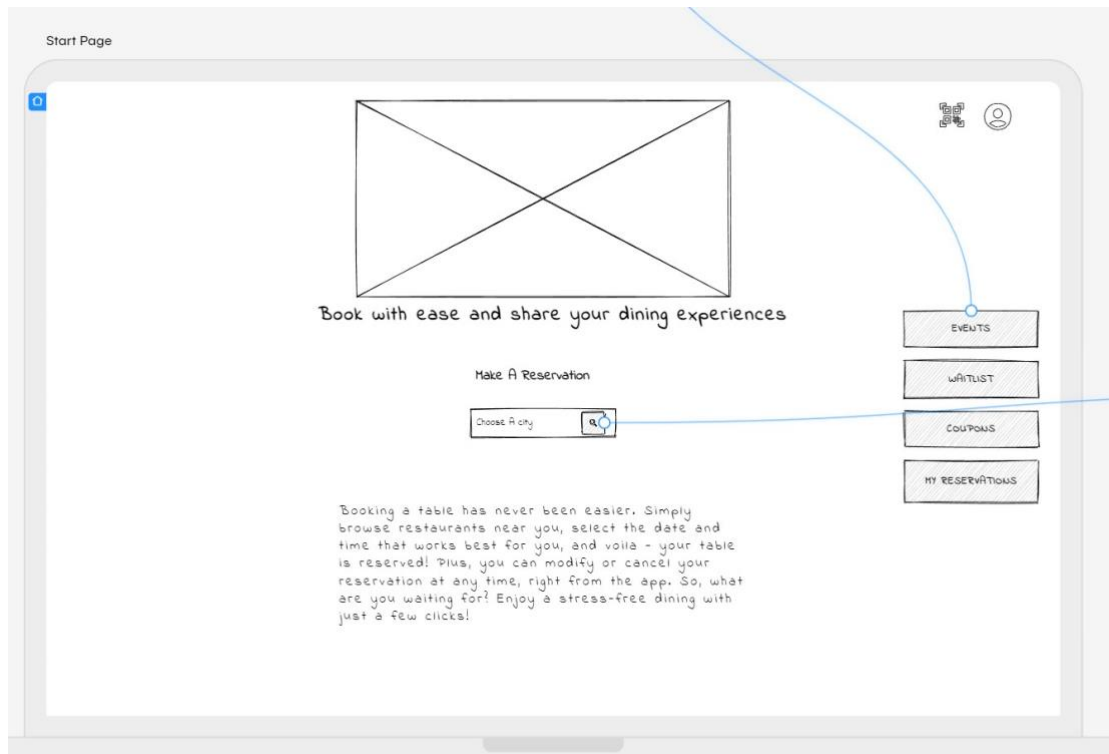 Start Page
Book with ease and share your dining experiences
Make A Reservation
Choose A city
EVENTS
WAITLIST
COUPONS
MY RESERVATIONS
Booking a table has never been easier. Simply
browse restaurants near you, select the date and
time that works best for you, and voila - your table
is reserved! Plus, you can modify or cancel your
reservation at any time, right from the app. So, what
are you waiting for? Enjoy a stress-free dining with
just a few clicks!